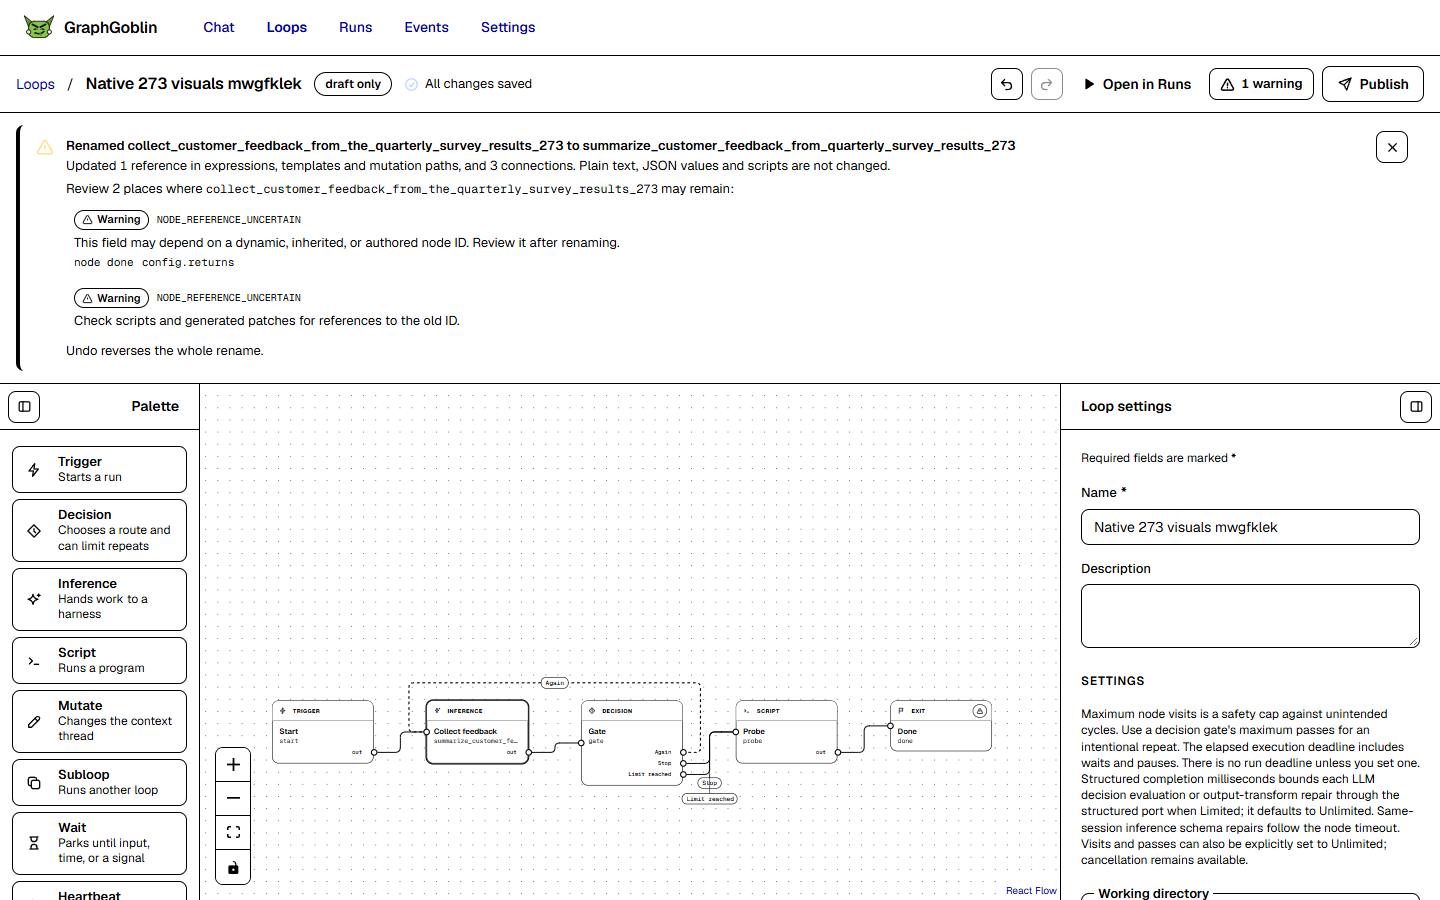 GraphGoblin
Chat
Loops
Runs
Events
Settings
Loops / Native 273 visuals mwgfklek
draft only
All changes saved
Open in Runs
1 warning
Publish
Renamed collect_customer_feedback_from_the_quarterly_survey_results_273 to summarize_customer_feedback_from_quarterly_survey_results_273
Updated 1 reference in expressions, templates and mutation paths, and 3 connections. Plain text, JSON values and scripts are not changed.
Review 2 places where collect_customer_feedback_from_the_quarterly_survey_results_273 may remain:
Warning NODE_REFERENCE_UNCERTAIN
This field may depend on a dynamic, inherited, or authored node ID. Review it after renaming.
node done config.returns
Warning NODE_REFERENCE_UNCERTAIN
Check scripts and generated patches for references to the old ID.
Undo reverses the whole rename.
Palette
Trigger
Starts a run
Decision
Chooses a route and
can limit repeats
Inference
Hands work to a
harness
Script
Runs a program
Mutate
Changes the context
thread
Subloop
Runs another loop
Wait
Parks until input,
time, or a signal
Heartbeat
Again
TRIGGER
Start
start
out
INFERENCE
Collect feedback
summarize_customer_fe…
out
DECISION
Gate
gate
Again
Stop
Limit reached
Stop
Limit reached
SCRIPT
Probe
probe
out
EXIT
Done
done
React Flow
Loop settings
Required fields are marked *
Name *
Native 273 visuals mwgfklek
Description
SETTINGS
Maximum node visits is a safety cap against unintended
cycles. Use a decision gate's maximum passes for an
intentional repeat. The elapsed execution deadline includes
waits and pauses. There is no run deadline unless you set one.
Structured completion milliseconds bounds each LLM
decision evaluation or output-transform repair through the
structured port when Limited; it defaults to Unlimited. Same-
session inference schema repairs follow the node timeout.
Visits and passes can also be explicitly set to Unlimited;
cancellation remains available.
Working directory